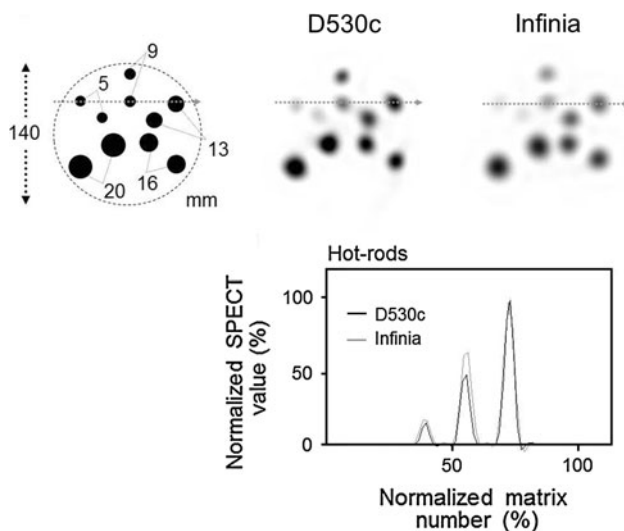 D530c
Infinia
9
5
140
13
16
20
mm
Hot-rods
D530c
Infinia
Normalized SPECT
value (%)
100
50
0
50
100
Normalized matrix
number (%)